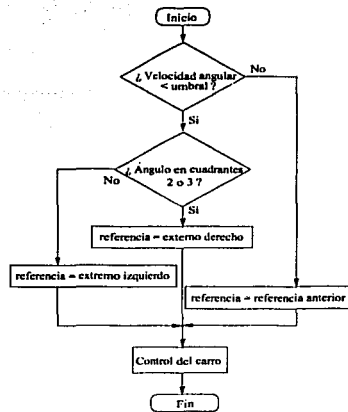 Inicio
¿ Velocidad angular
< umbral ?
No
Si
¿ Ángulo en cuadrantes
2 o 3 ?
No
Si
referencia = externo derecho
referencia = extremo izquierdo
referencia = referencia anterior
Control del carro
Fin